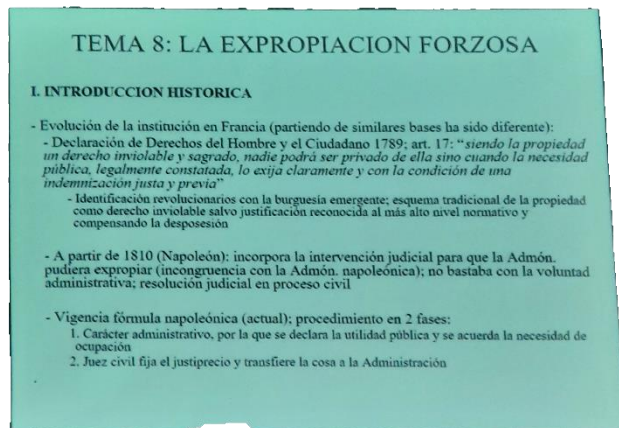 TEMA 8: LA EXPROPIACION FORZOSA
I. INTRODUCCION HISTORICA
- Evolución de la institución en Francia (partiendo de similares bases ha sido diferente):
- Declaración de Derechos del Hombre y el Ciudadano 1789; art. 17: “siendo la propiedad
un derecho inviolable y sagrado, nadie podrá ser privado de ella sino cuando la necesidad
pública, legalmente constatada, lo exija claramente y con la condición de una
indemnización justa y previa”
- Identificación revolucionarios con la burguesía emergente; esquema tradicional de la propiedad
como derecho inviolable salvo justificación reconocida al más alto nivel normativo y
compensando la desposesión
- A partir de 1810 (Napoleón): incorpora la intervención judicial para que la Admón.
pudiera expropiar (incongruencia con la Admón. napoleónica); no bastaba con la voluntad
administrativa; resolución judicial en proceso civil
- Vigencia fórmula napoleónica (actual); procedimiento en 2 fases:
1. Carácter administrativo, por la que se declara la utilidad pública y se acuerda la necesidad de
ocupación
2. Juez civil fija el justiprecio y transfiere la cosa a la Administración